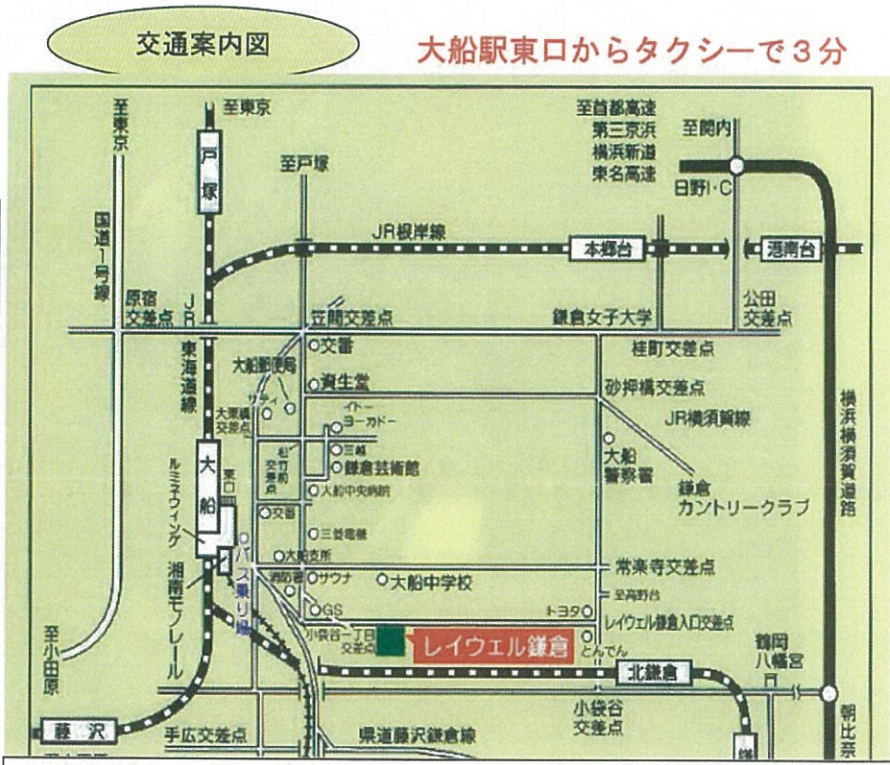 交通案内図
大船駅東口からタクシーで3分
至東京
至東京
至戸塚
至首都高速
第三京浜
横浜新道
東名高速
至関内
日野I・C
戸塚
国道1号線
JR根岸線
本郷台
港南台
原宿
交差点
JR東海道線
笠間交差点
鎌倉女子大学
公田
交差点
交番
桂町交差点
大船郵便局
資生堂
砂押橋交差点
サティ
イトー
ヨーカドー
大東橋
交差点
JR横須賀線
横浜横須賀道路
松竹前
交差点
三越
鎌倉芸術館
大船
警察署
大船
東口
ルミネウィング
大船中央病院
鎌倉
カントリークラブ
交番
三菱電機
バス乗り場
大船支所
常楽寺交差点
湘南モノレール
消防署
サウナ
大船中学校
至高野台
GS
トヨタ
レイウェル鎌倉入口交差点
至小田原
小袋谷一丁目
交差点
レイウェル鎌倉
とんでん
鶴岡
八幡宮
北鎌倉
小袋谷
交差点
藤沢
手広交差点
県道藤沢鎌倉線
朝比奈